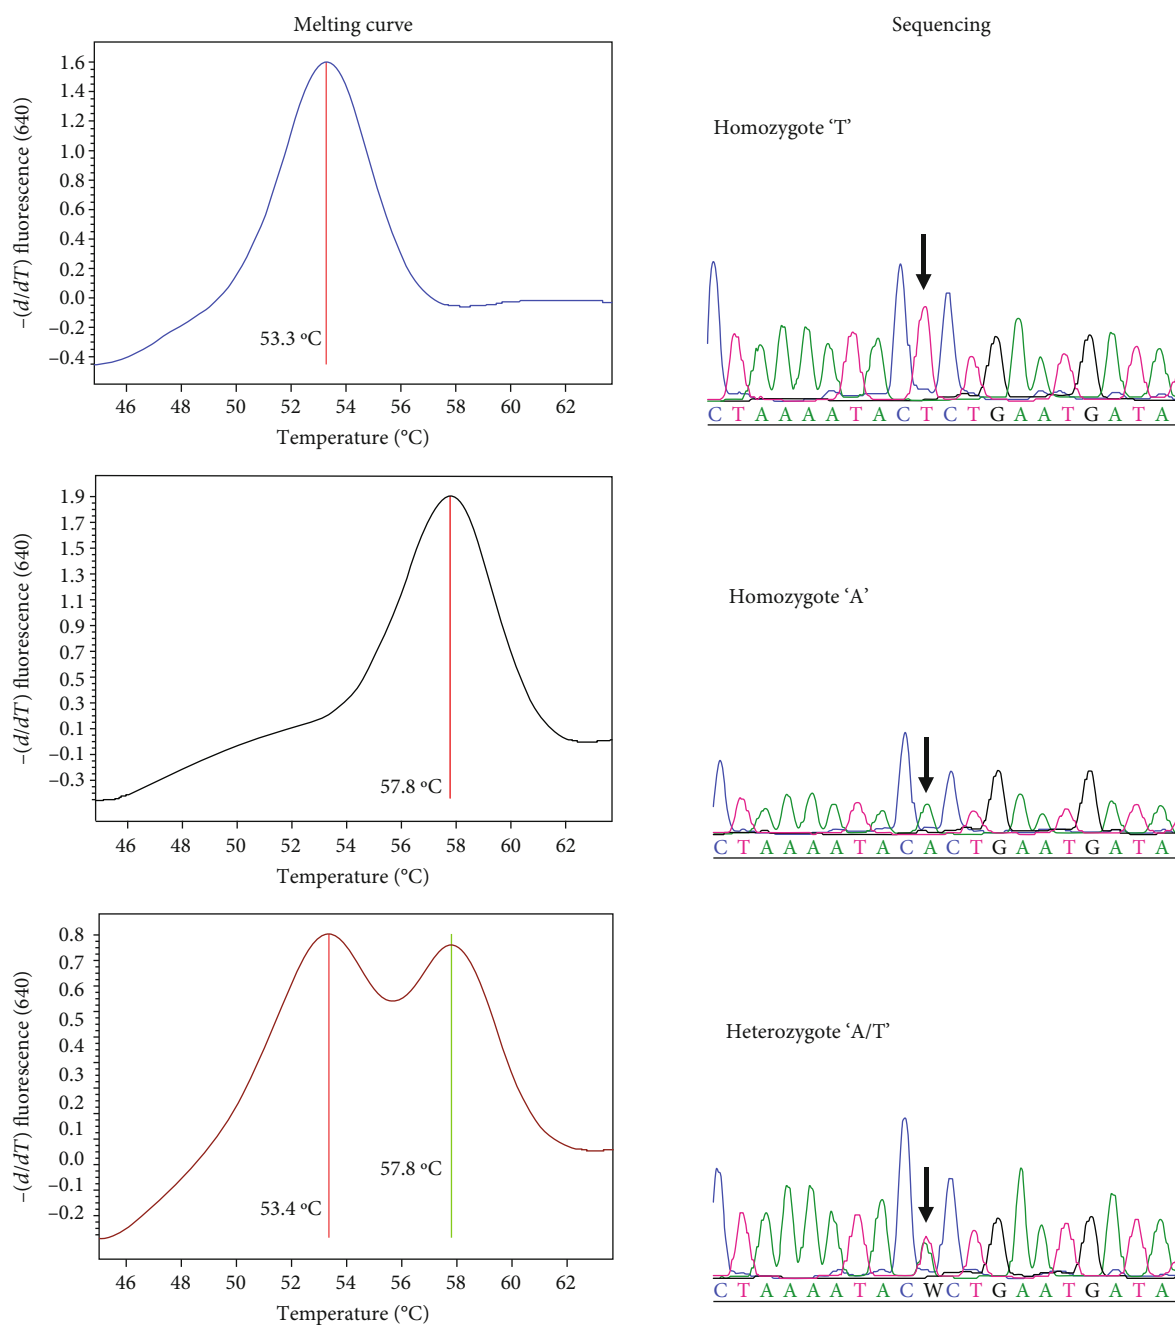 Melting curve
Sequencing
−(d/dT) fluorescence (640)
1.6
1.4
1.2
1.0
0.8
0.6
0.4
0.2
0.0
−0.2
−0.4
53.3 ºC
46 48 50 52 54 56 58 60 62
Temperature (°C)
Homozygote ‘T’
C T A A A A T A C T C T G A A T G A T A
−(d/dT) fluorescence (640)
1.9
1.7
1.5
1.3
1.1
0.9
0.7
0.5
0.3
0.1
−0.1
−0.3
57.8 ºC
46 48 50 52 54 56 58 60 62
Temperature (°C)
Homozygote ‘A’
C T A A A A T A C A C T G A A T G A T A
−(d/dT) fluorescence (640)
0.8
0.7
0.6
0.5
0.4
0.3
0.2
0.1
0.0
−0.1
−0.2
57.8 ºC
53.4 ºC
46 48 50 52 54 56 58 60 62
Temperature (°C)
Heterozygote ‘A/T’
C T A A A A T A C W C T G A A T G A T A